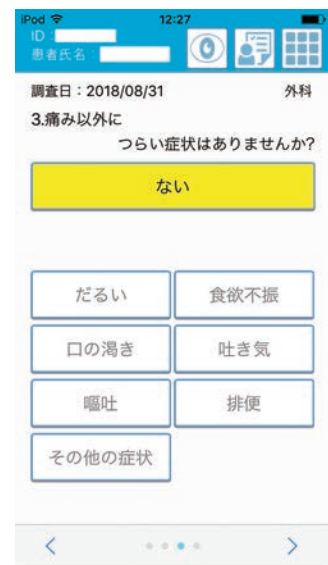 iPod 12:27
ID:
患者氏名:
調査日:2018/08/31 外科
3.痛み以外に
つらい症状はありませんか?
ない
だるい 食欲不振
口の渇き 吐き気
嘔吐 排便
その他の症状